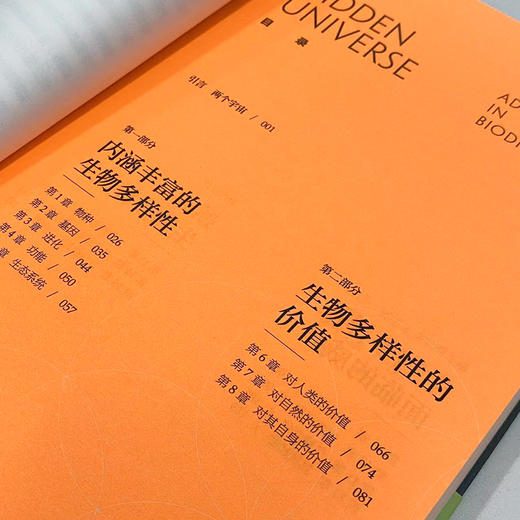 IDDEN
UNIVERSE
目 录
AD
IN
BIOD
引言 两个宇宙 / 001
第一部分
内涵丰富的
生物多样性
第1章 物种 / 026
第2章 基因 / 035
第3章 进化 / 044
第4章 功能 / 050
章 生态系统 / 057
第二部分
生物多样性的
价值
第6章 对人类的价值 / 066
第7章 对自然的价值 / 074
第8章 对其自身的价值 / 081